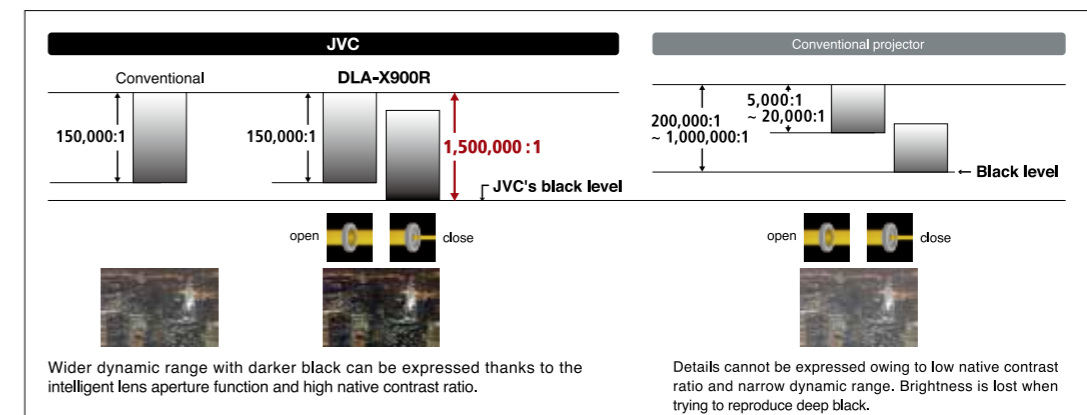 JVC
Conventional projector
Conventional
DLA-X900R
150,000:1
150,000:1
1,500,000 : 1
JVC's black level
5,000:1
~ 20,000:1
200,000:1
~ 1,000,000:1
← Black level
open
close
open
close
Wider dynamic range with darker black can be expressed thanks to the
intelligent lens aperture function and high native contrast ratio.
Details cannot be expressed owing to low native contrast
ratio and narrow dynamic range. Brightness is lost when
trying to reproduce deep black.